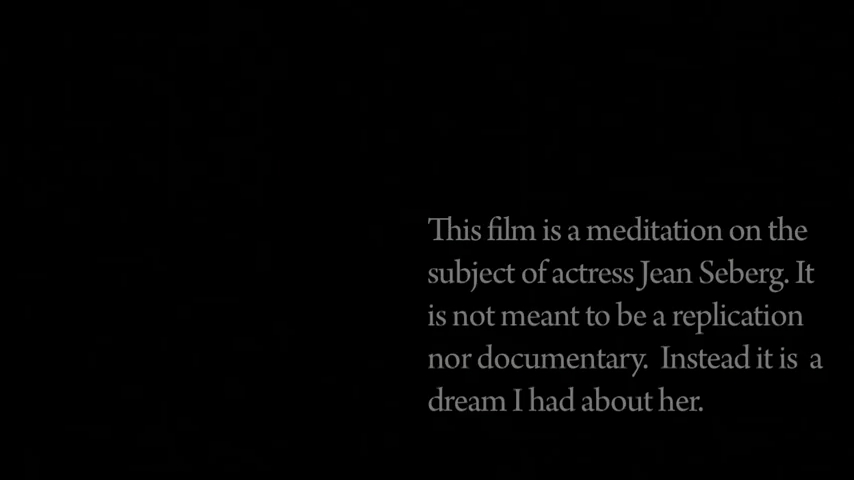 This film is a meditation on the
subject of actress Jean Seberg. It
is not meant to be a replication
nor documentary.  Instead it is  a
dream I had about her.